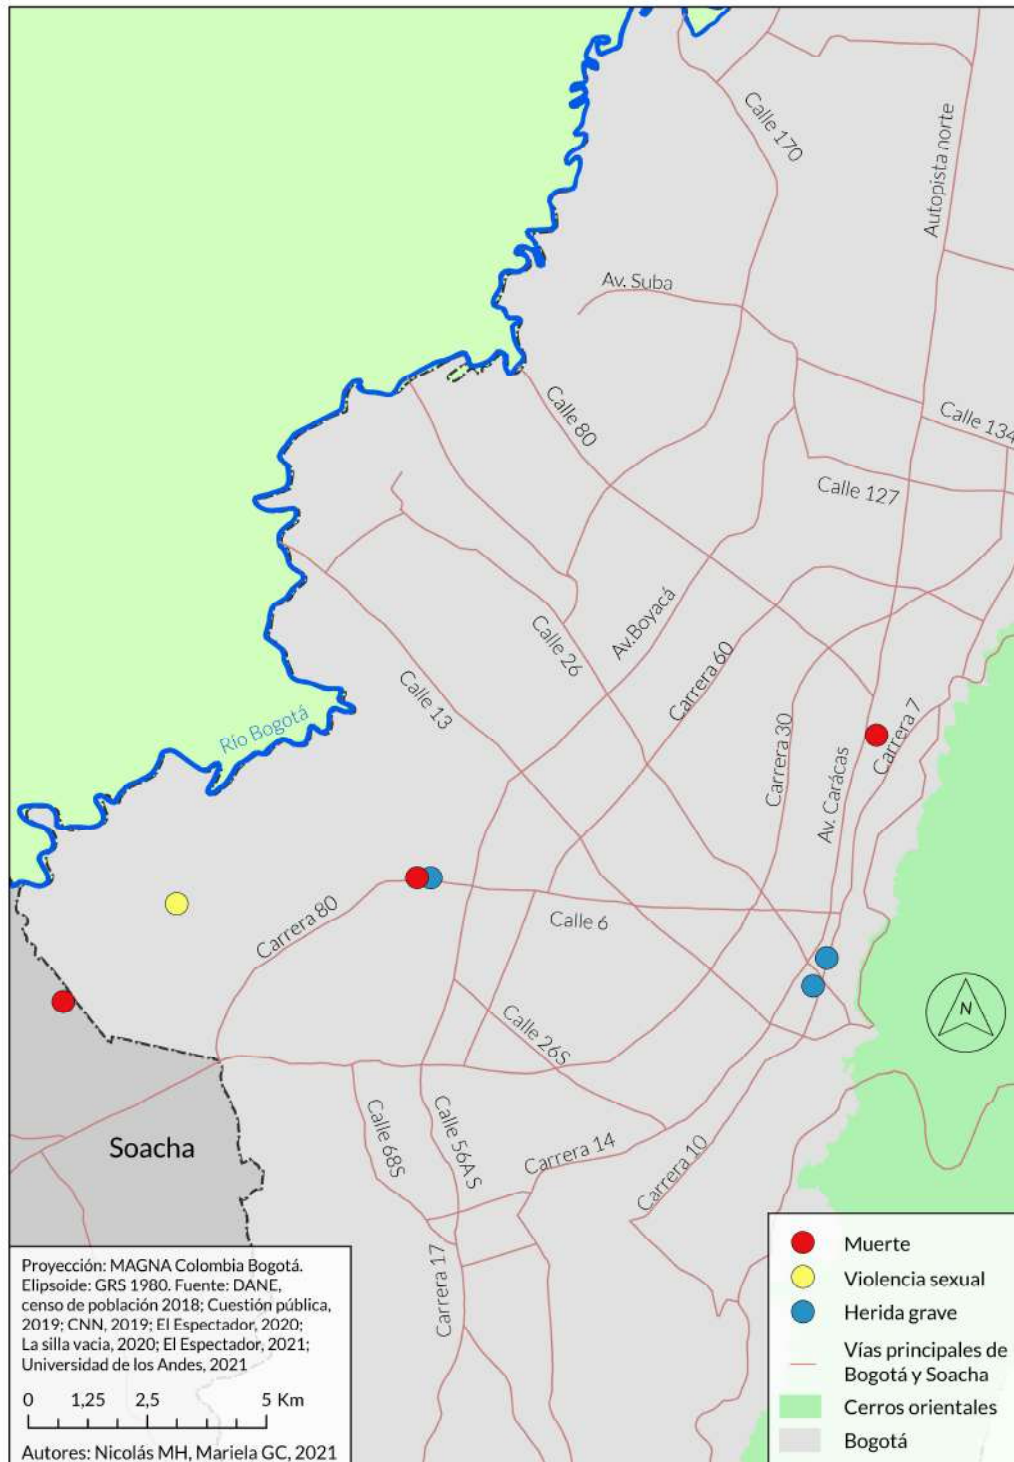 Calle 170
Autopista norte
Av. Suba
Calle 80
Calle 134
Calle 127
Av.Boyacá
Calle 26
Carrera 60
Calle 13
Carrera 30
Carrera 7
Río Bogotá
Av. Carácas
Carrera 80
Calle 6
Calle 26S
N
Soacha
Calle 68S
Calle 56A S
Carrera 14
Carrera 10
Carrera 17
Muerte
Violencia sexual
Herida grave
Vías principales de
Bogotá y Soacha
Cerros orientales
Bogotá
Proyección: MAGNA Colombia Bogotá.
Elipsoide: GRS 1980. Fuente: DANE,
censo de población 2018; Cuestión pública,
2019; CNN, 2019; El Espectador, 2020;
La silla vacia, 2020; El Espectador, 2021;
Universidad de los Andes, 2021
0 1,25 2,5 5 Km
Autores: Nicolás MH, Mariela GC, 2021